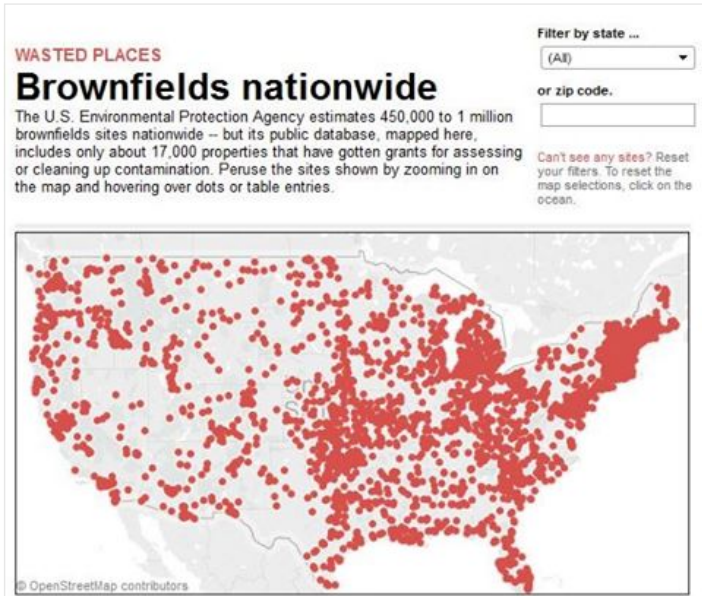 WASTED PLACES
Brownfields nationwide
The U.S. Environmental Protection Agency estimates 450,000 to 1 million
brownfields sites nationwide -- but its public database, mapped here,
includes only about 17,000 properties that have gotten grants for assessing
or cleaning up contamination. Peruse the sites shown by zooming in on
the map and hovering over dots or table entries.
Filter by state ...
(All)
or zip code.
Can't see any sites? Reset
your filters. To reset the
map selections, click on the
ocean.
© OpenStreetMap contributors